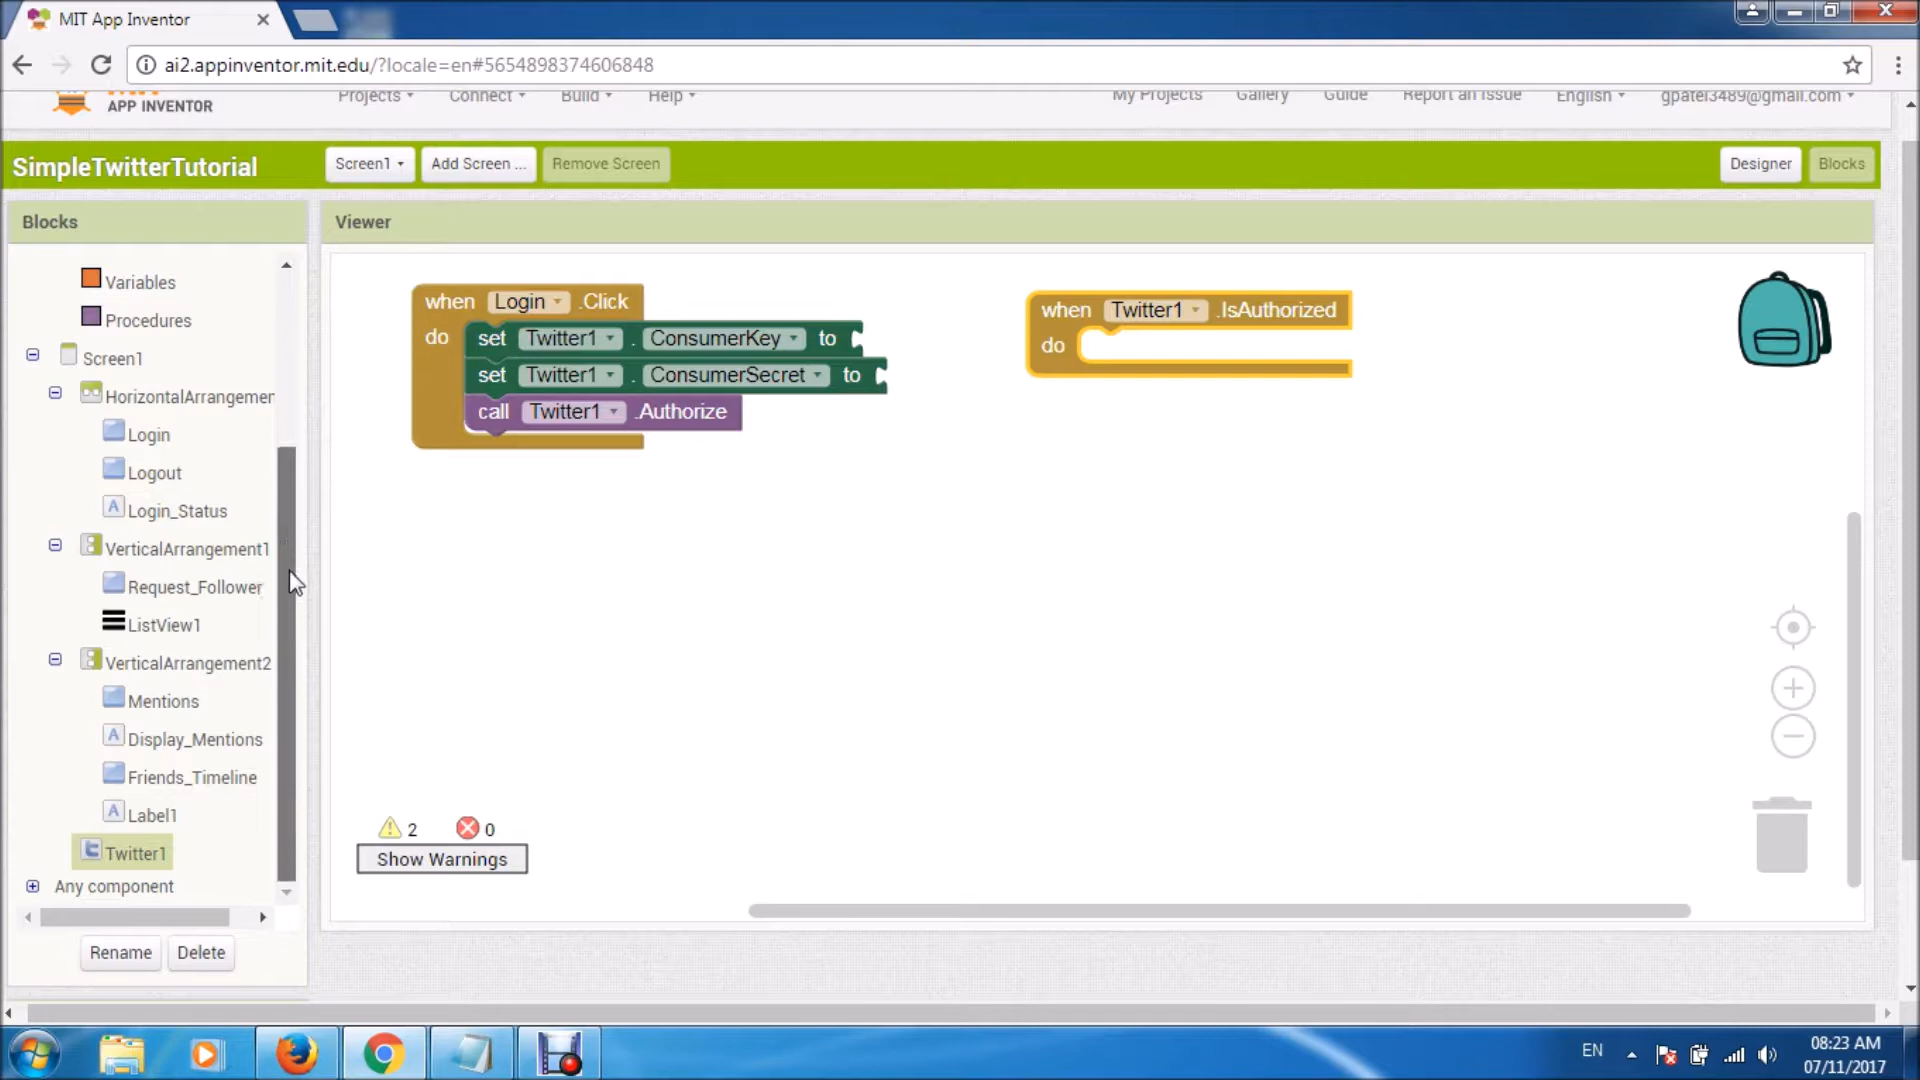 MIT App Inventor
ai2.appinventor.mit.edu/?locale=en#5654898374606848
APP INVENTOR
Projects Connect Build Help My Projects Gallery Guide Report an Issue English gpatel3489@gmail.com
SimpleTwitterTutorial Screen1 Add Screen ... Remove Screen Designer Blocks
Blocks Viewer
Variables
Procedures
Screen1
HorizontalArrangemen
Login
Logout
Login_Status
VerticalArrangement1
Request_Follower
ListView1
VerticalArrangement2
Mentions
Display_Mentions
Friends_Timeline
Label1
Twitter1
Any component
Rename Delete
when Login .Click
do set Twitter1 . ConsumerKey to
set Twitter1 . ConsumerSecret to
call Twitter1 .Authorize
when Twitter1 .IsAuthorized
do
2 0
Show Warnings
EN 08:23 AM
07/11/2017